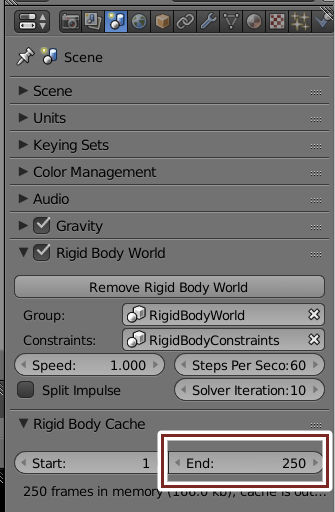 Scene
Scene
Units
Keying Sets
Color Management
Audio
Gravity
Rigid Body World
Remove Rigid Body World
Group: RigidBodyWorld
Constraints: RigidBodyConstraints
Speed: 1.000 Steps Per Seco: 60
Split Impulse Solver Iteration: 10
Rigid Body Cache
Start: 1 End: 250
250 frames in memory cache is out...